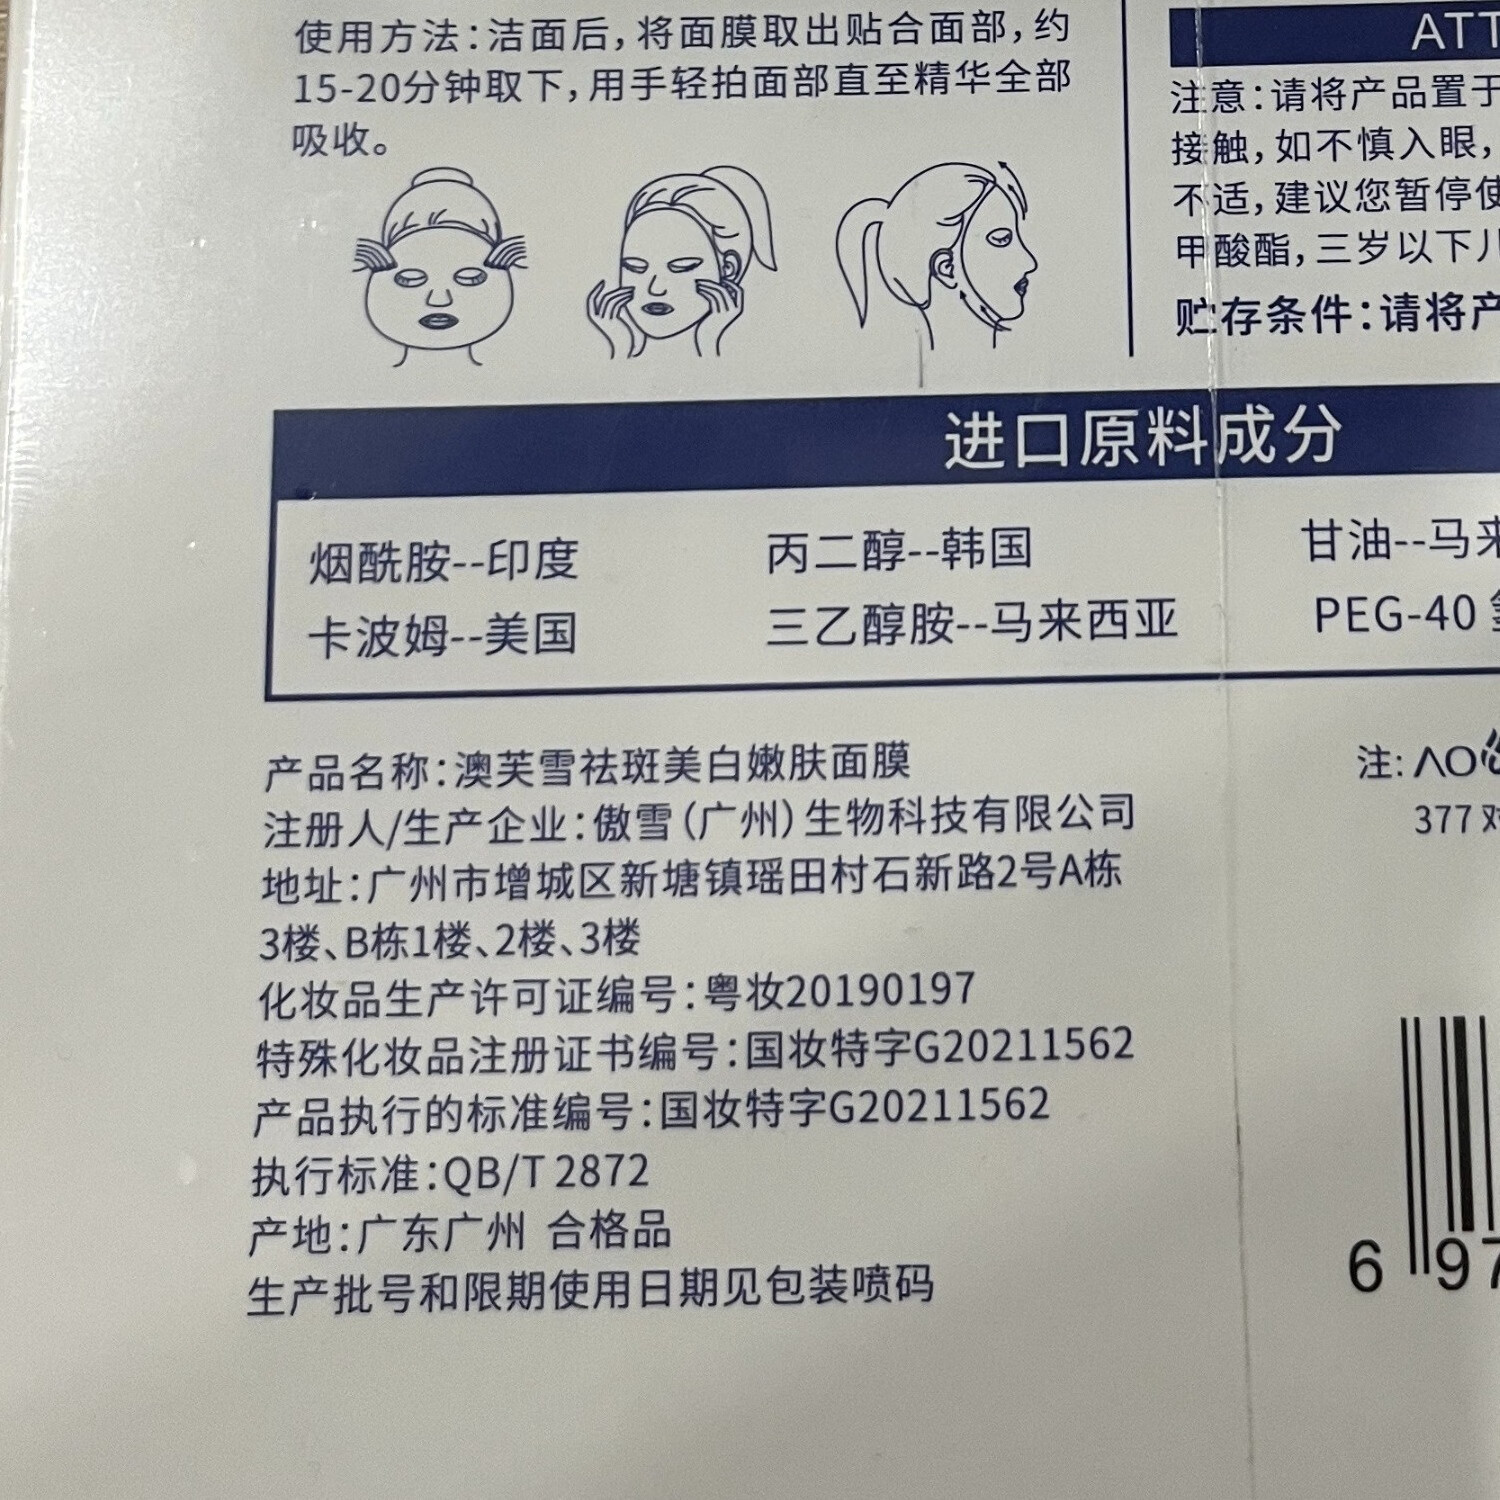 使用方法：洁面后，将面膜取出贴合面部，约
15-20分钟取下，用手轻拍面部直至精华全部
吸收。
ATT
注意：请将产品置于
接触，如不慎入眼，
不适，建议您暂停使
甲酸酯，三岁以下儿
贮存条件：请将产
进口原料成分
烟酰胺--印度 丙二醇--韩国 甘油--马来
卡波姆--美国 三乙醇胺--马来西亚 PEG-40
产品名称：澳芙雪祛斑美白嫩肤面膜
注册人/生产企业：傲雪（广州）生物科技有限公司
地址：广州市增城区新塘镇瑶田村石新路2号A栋
3楼、B栋1楼、2楼、3楼
化妆品生产许可证编号：粤妆20190197
特殊化妆品注册证书编号：国妆特字G20211562
产品执行的标准编号：国妆特字G20211562
执行标准：QB/T 2872
产地：广东广州 合格品
生产批号和限期使用日期见包装喷码
注：
377 对
6 97